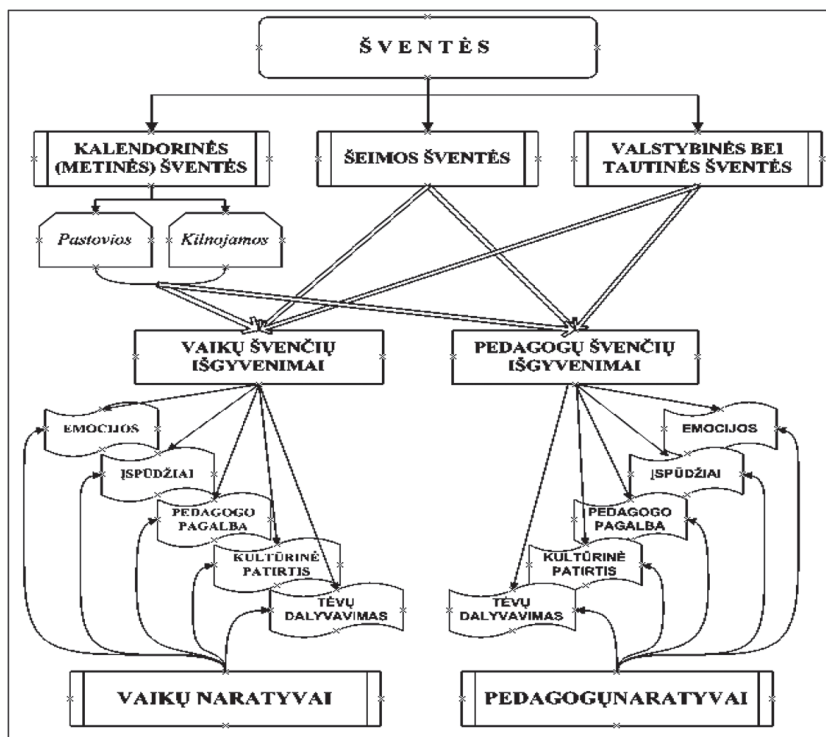 ŠVENTĖS
KALENDORINĖS
(METINĖS) ŠVENTĖS
ŠEIMOS ŠVENTĖS
VALSTYBINĖS BEI
TAUTINĖS ŠVENTĖS
Pastovios
Kilnojamos
VAIKŲ ŠVENČIŲ
IŠGYVENIMAI
PEDAGOGŲ ŠVENČIŲ
IŠGYVENIMAI
EMOCIJOS
ĮSPŪDŽIAI
PEDAGOGO
PAGALBA
KULTŪRINĖ
PATIRTIS
TĖVŲ
DALYVAVIMAS
EMOCIJOS
ĮSPŪDŽIAI
PEDAGOGO
PAGALBA
KULTŪRINĖ
PATIRTIS
TĖVŲ
DALYVAVIMAS
VAIKŲ NARATYVAI
PEDAGOGŲNARATYVAI